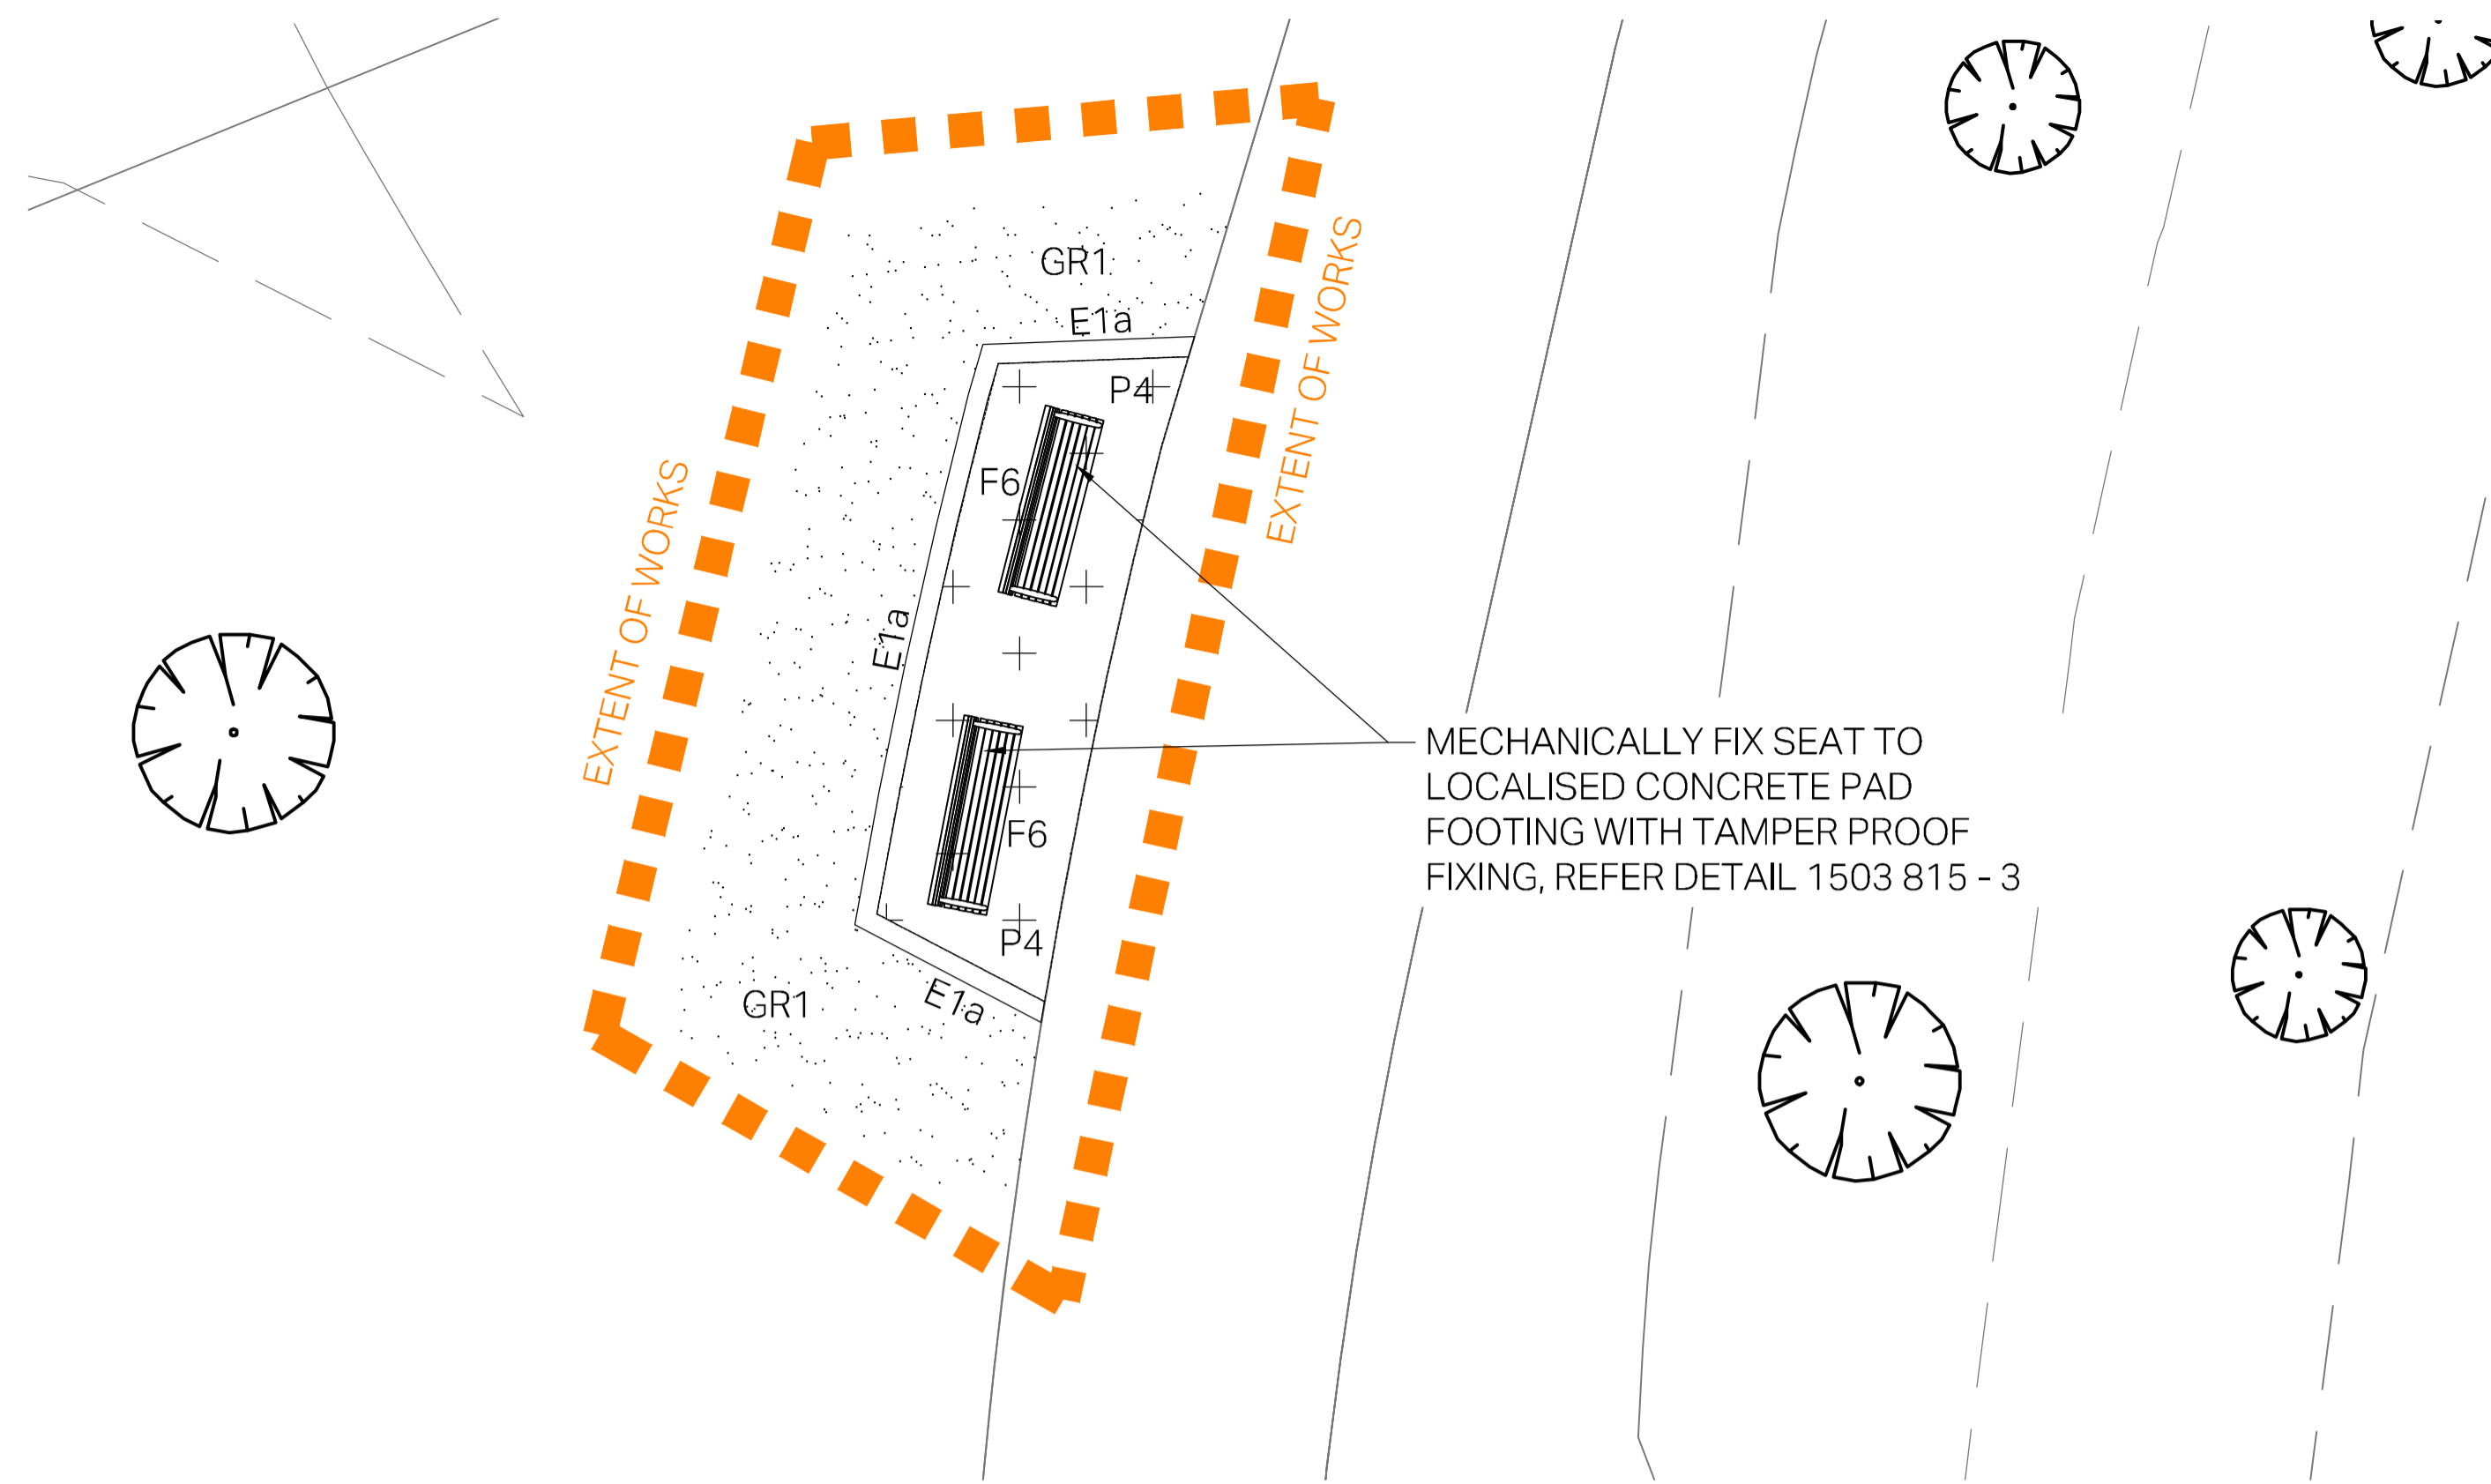 GR1
E1a
P4
F6
EXTENT OF WORKS
EXTENT OF WORKS
E1a
MECHANICALLY FIX SEAT TO
LOCALISED CONCRETE PAD
FOOTING WITH TAMPER PROOF
FIXING, REFER DETAIL 1503 815 - 3
F6
P4
GR1
E1a